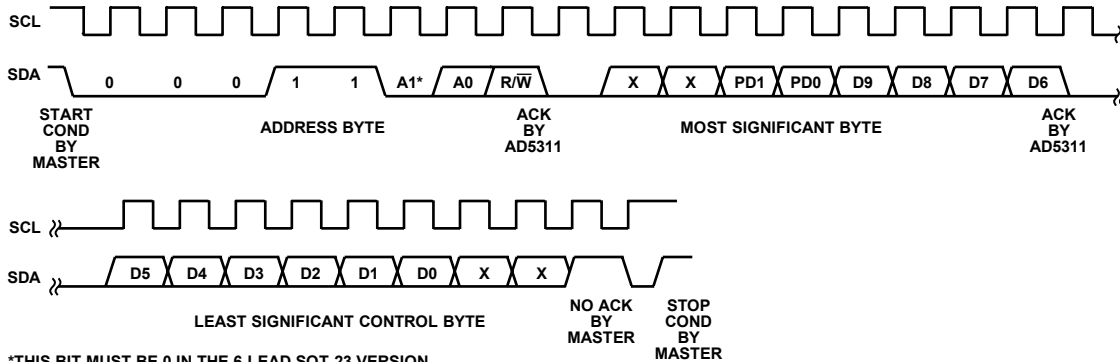 SCL
SDA 0 0 0 1 1 A1* A0 R/W̅ X X PD1 PD0 D9 D8 D7 D6
START COND BY MASTER
ADDRESS BYTE
ACK BY AD5311
MOST SIGNIFICANT BYTE
ACK BY AD5311
SCL
SDA D5 D4 D3 D2 D1 D0 X X
LEAST SIGNIFICANT CONTROL BYTE
NO ACK BY MASTER
STOP COND BY MASTER
*THIS BIT MUST BE 0 IN THE 6-LEAD SOT-23 VERSION